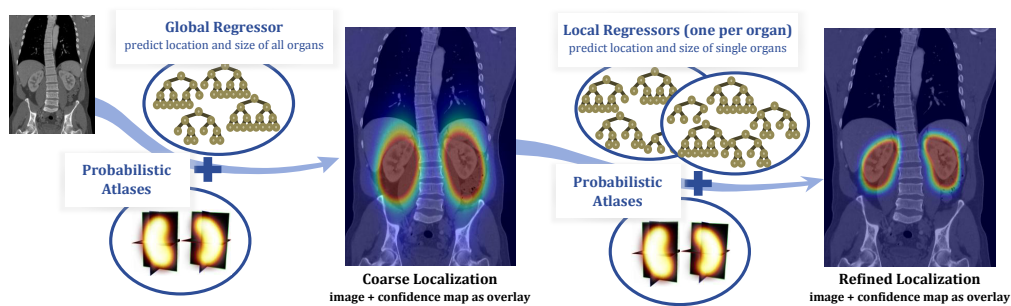 Global Regressor
predict location and size of all organs
Probabilistic
Atlases
Coarse Localization
image + confidence map as overlay
Local Regressors (one per organ)
predict location and size of single organs
Probabilistic
Atlases
Refined Localization
image + confidence map as overlay